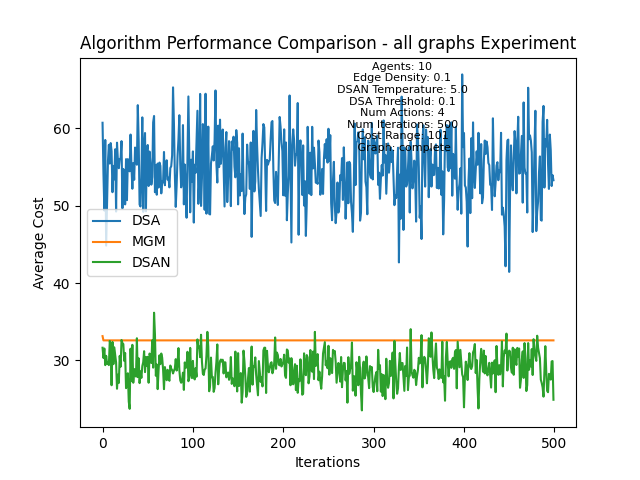 Algorithm Performance Comparison - all graphs Experiment
Agents: 10
Edge Density: 0.1
DSAN Temperature: 5.0
DSA Threshold: 0.1
Num Actions: 4
Num Iterations: 500
Cost Range: 101
Graph: complete
60
50
40
30
Average Cost
DSA
MGM
DSAN
0
100
200
300
400
500
Iterations